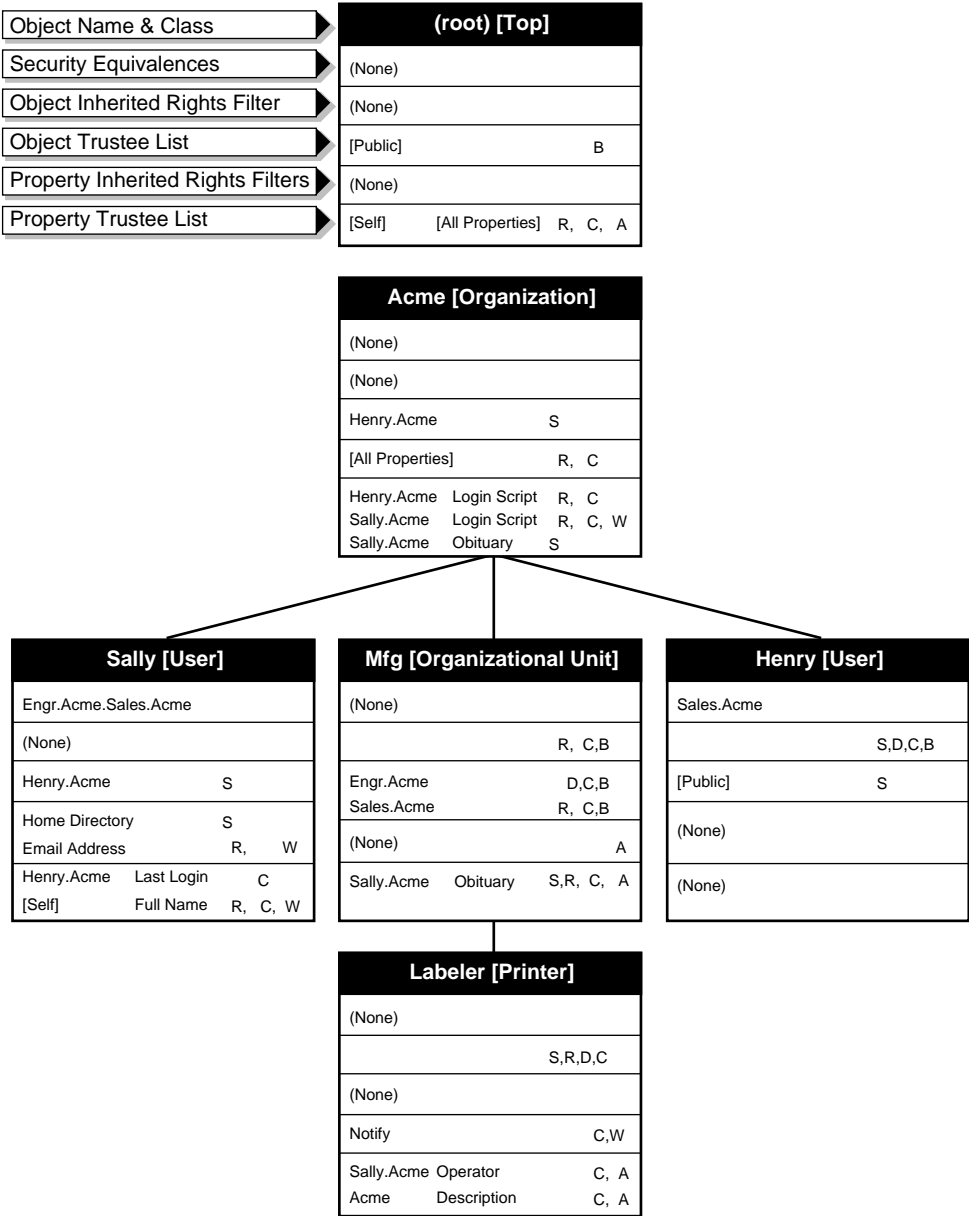 Object Name & Class
Security Equivalences
Object Inherited Rights Filter
Object Trustee List
Property Inherited Rights Filters
Property Trustee List
(root) [Top]
(None)
(None)
[Public] B
(None)
[Self] [All Properties] R, C, A
Acme [Organization]
(None)
(None)
Henry.Acme S
[All Properties] R, C
Henry.Acme Login Script R, C
Sally.Acme Login Script R, C, W
Sally.Acme Obituary S
Sally [User]
Engr.Acme.Sales.Acme
(None)
Henry.Acme S
Home Directory S
Email Address R, W
Henry.Acme Last Login C
[Self] Full Name R, C, W
Mfg [Organizational Unit]
(None)
R, C,B
Engr.Acme D,C,B
Sales.Acme R, C,B
(None) A
Sally.Acme Obituary S,R, C, A
Henry [User]
Sales.Acme
S,D,C,B
[Public] S
(None)
(None)
Labeler [Printer]
(None)
S,R,D,C
(None)
Notify C,W
Sally.Acme Operator C, A
Acme Description C, A